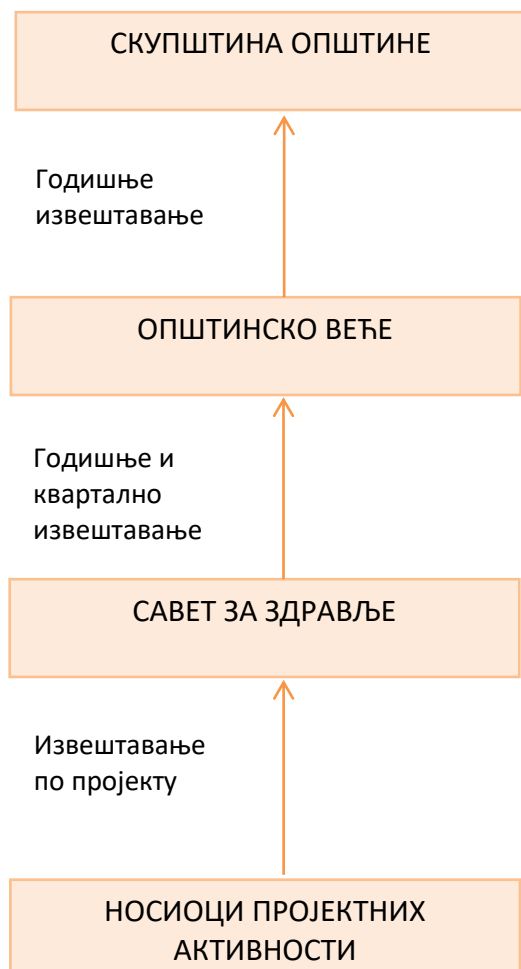 СКУПШТИНА ОПШТИНЕ
Годишње
извештавање
ОПШТИНСКО ВЕЋЕ
Годишње и
квартално
извештавање
САВЕТ ЗА ЗДРАВЉЕ
Извештавање
по пројекту
НОСИОЦИ ПРОЈЕКТНИХ
АКТИВНОСТИ